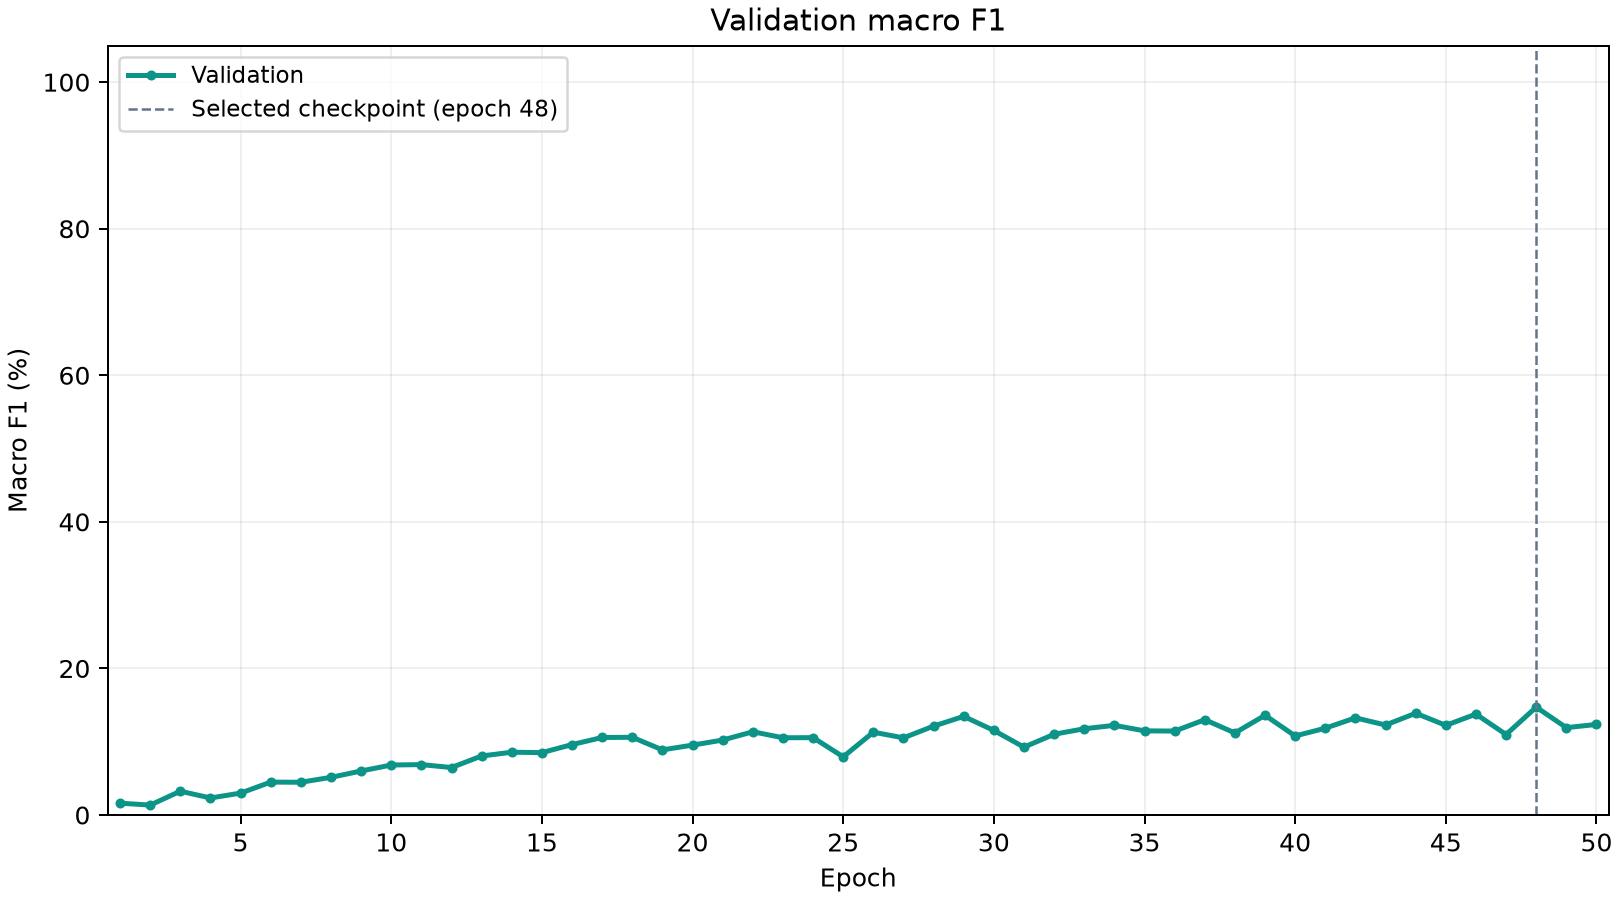 Validation macro F1
Validation
Selected checkpoint (epoch 48)
Macro F1 (%)
100
80
60
40
20
0
5 10 15 20 25 30 35 40 45 50
Epoch